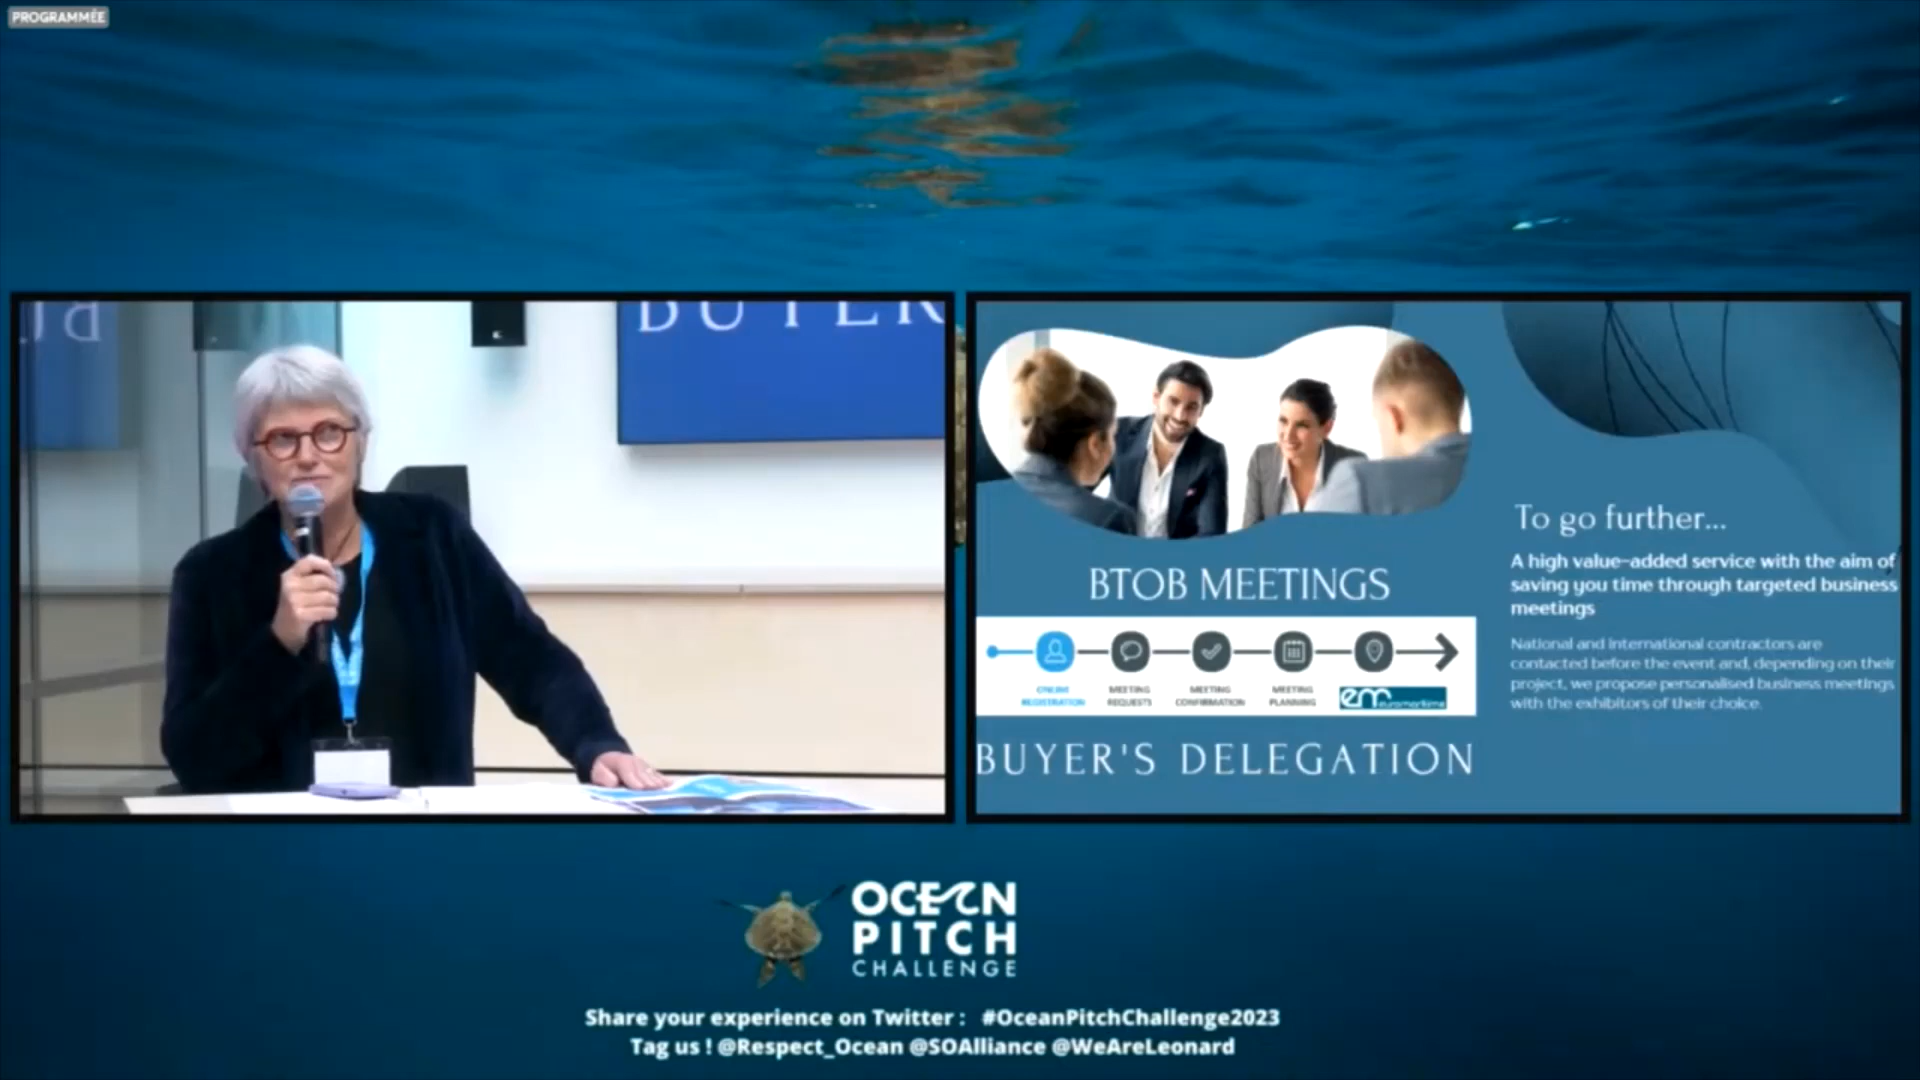 PROGRAMMÉE
BUYER
BU
BTOB MEETINGS
ONLINE
REGISTRATION
MEETING
REQUESTS
MEETING
CONFIRMATION
MEETING
PLANNING
em euromaritime
BUYER'S DELEGATION
To go further...
A high value-added service with the aim of
saving you time through targeted business
meetings
National and international contractors are
contacted before the event and, depending on their
project, we propose personalised business meetings
with the exhibitors of their choice.
OCEAN
PITCH
CHALLENGE
Share your experience on Twitter : #OceanPitchChallenge2023
Tag us ! @Respect_Ocean @SOAlliance @WeAreLeonard